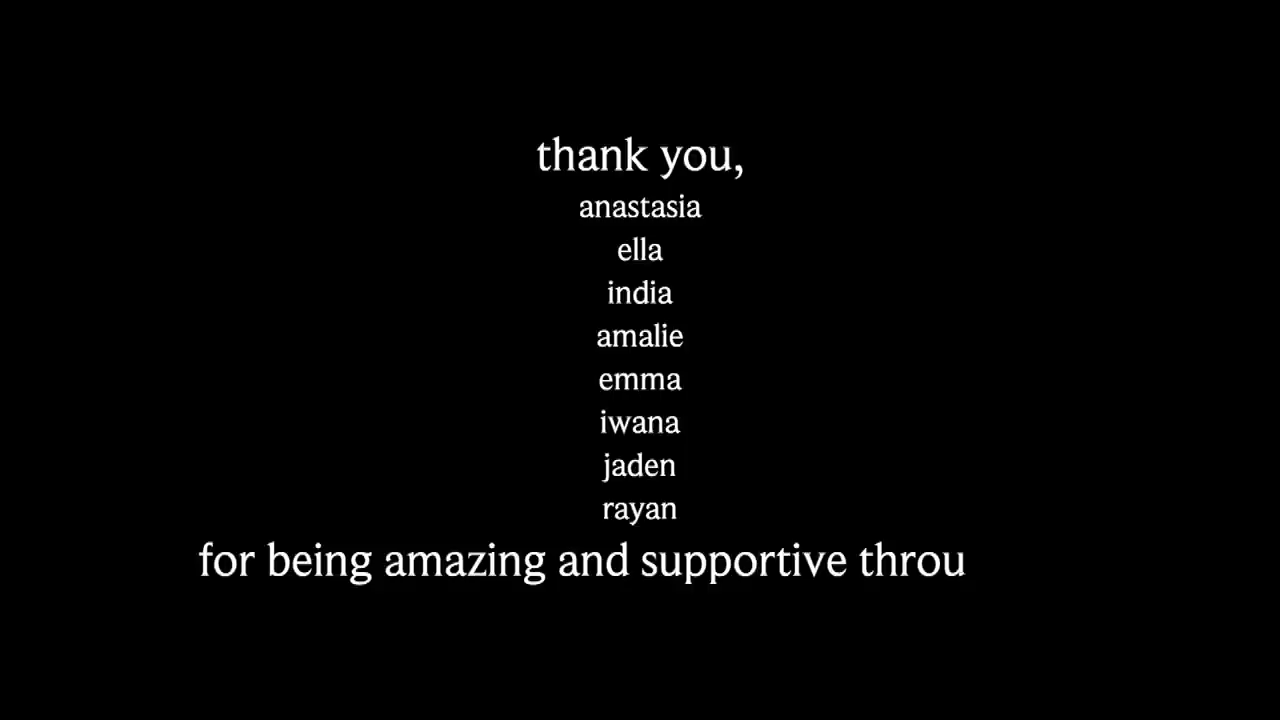 thank you,
anastasia
ella
india
amalie
emma
iwana
jaden
rayan
for being amazing and supportive throu